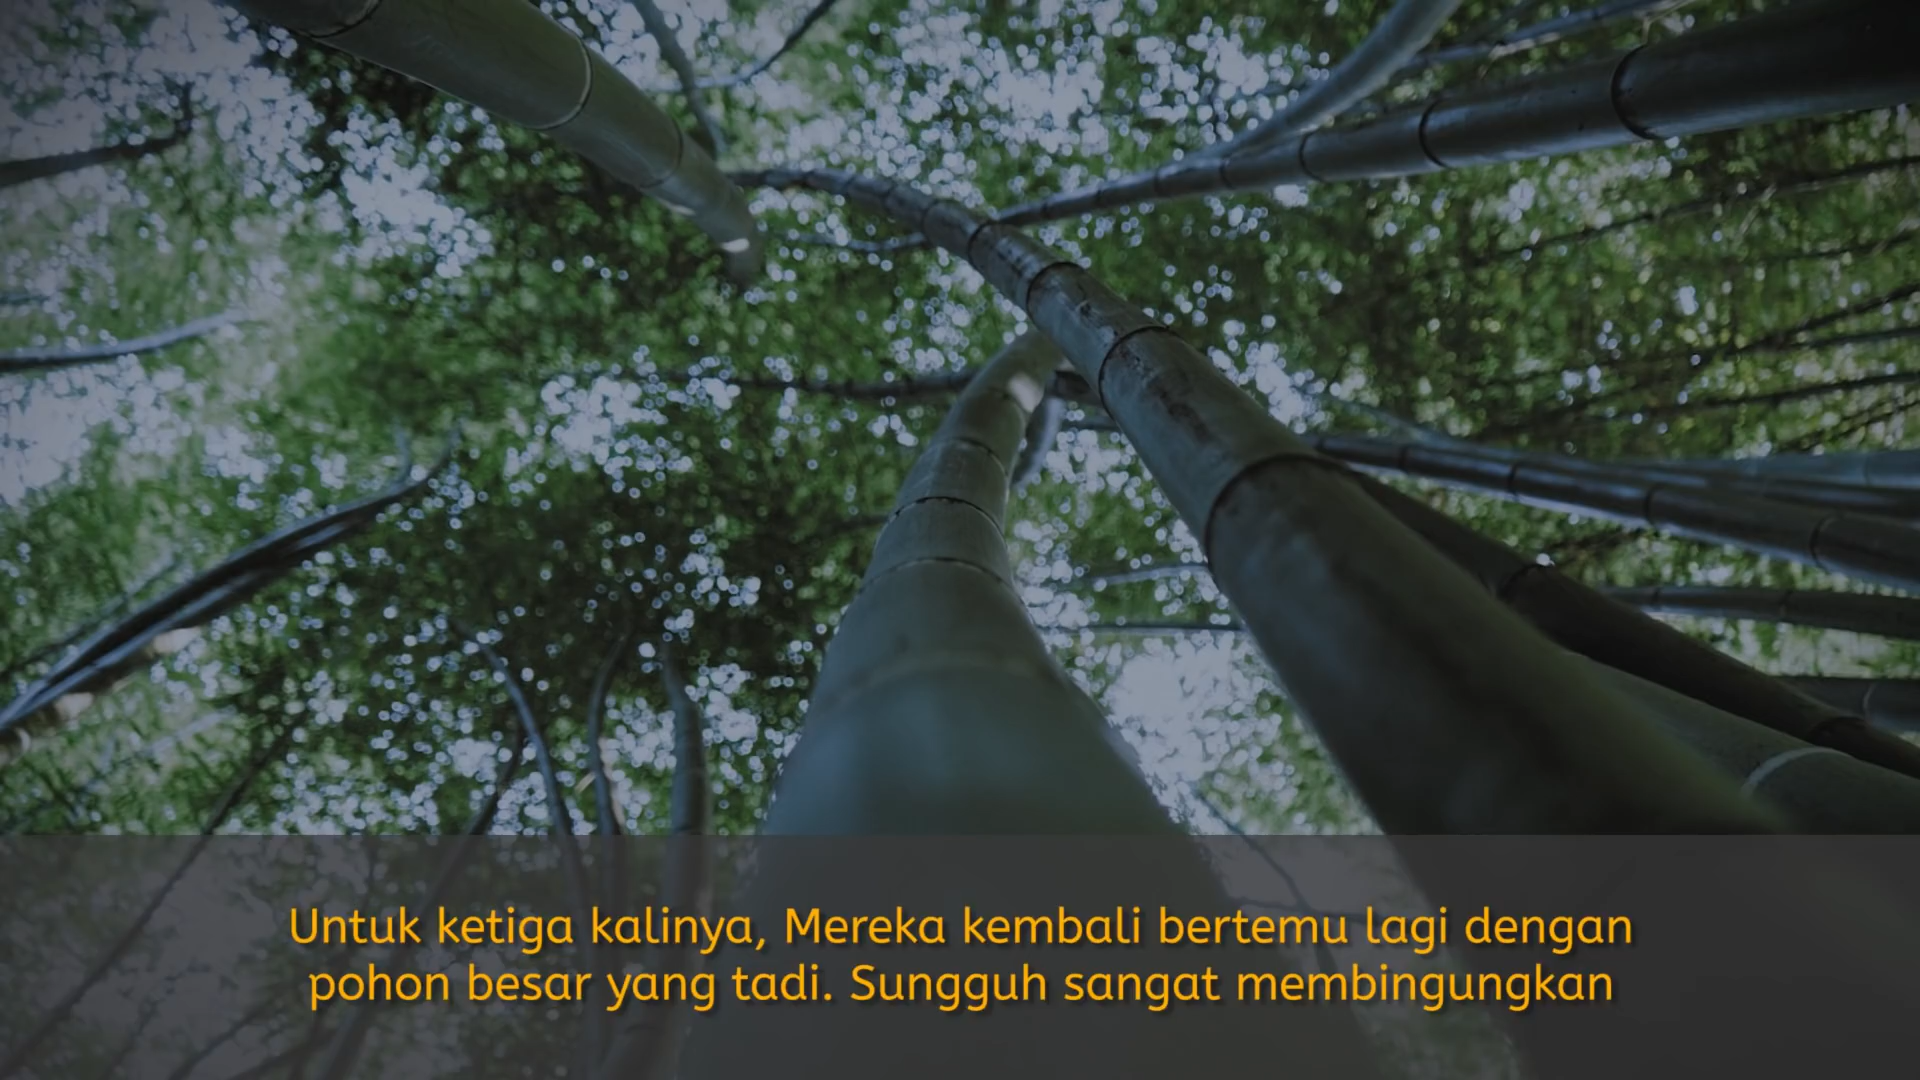 Untuk ketiga kalinya, Mereka kembali bertemu lagi dengan
pohon besar yang tadi. Sungguh sangat membingungkan